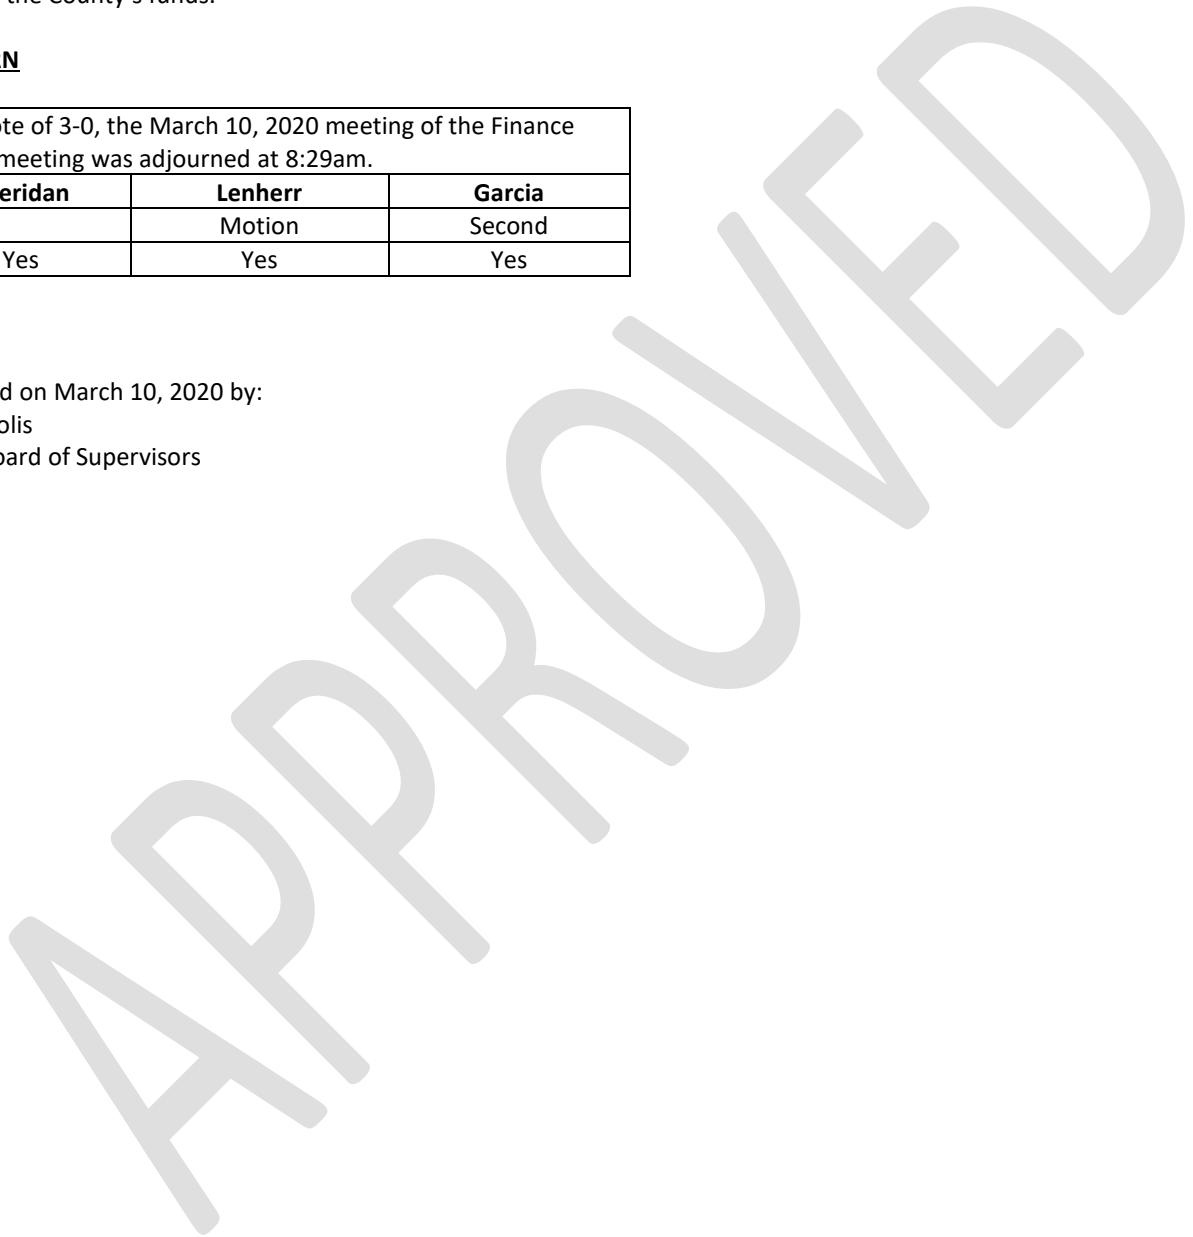 the County's funds.
RN
ote of 3-0, the March 10, 2020 meeting of the Finance
meeting was adjourned at 8:29am.
eridan Lenherr Garcia
Motion Second
Yes Yes Yes
d on March 10, 2020 by:
olis
oard of Supervisors
APPROVED